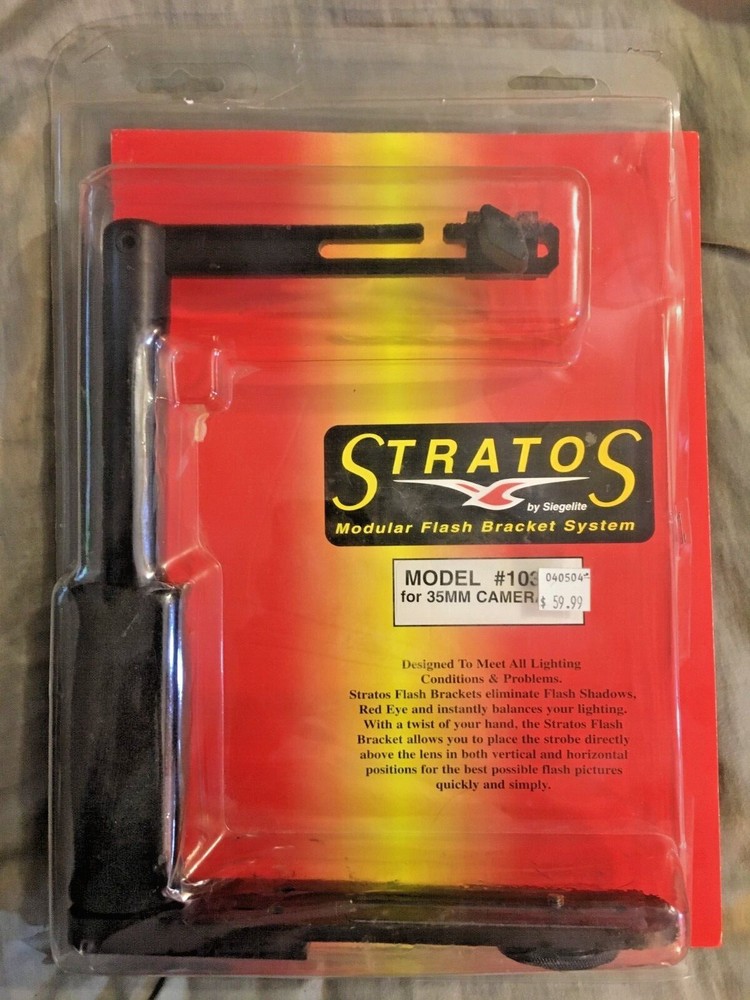 STRATOS
by Siegelite
Modular Flash Bracket System
MODEL #103
for 35MM CAMERA
040504
$ 59.99
Designed To Meet All Lighting
Conditions & Problems.
Stratos Flash Brackets eliminate Flash Shadows,
Red Eye and instantly balances your lighting.
With a twist of your hand, the Stratos Flash
Bracket allows you to place the strobe directly
above the lens in both vertical and horizontal
positions for the best possible flash pictures
quickly and simply.